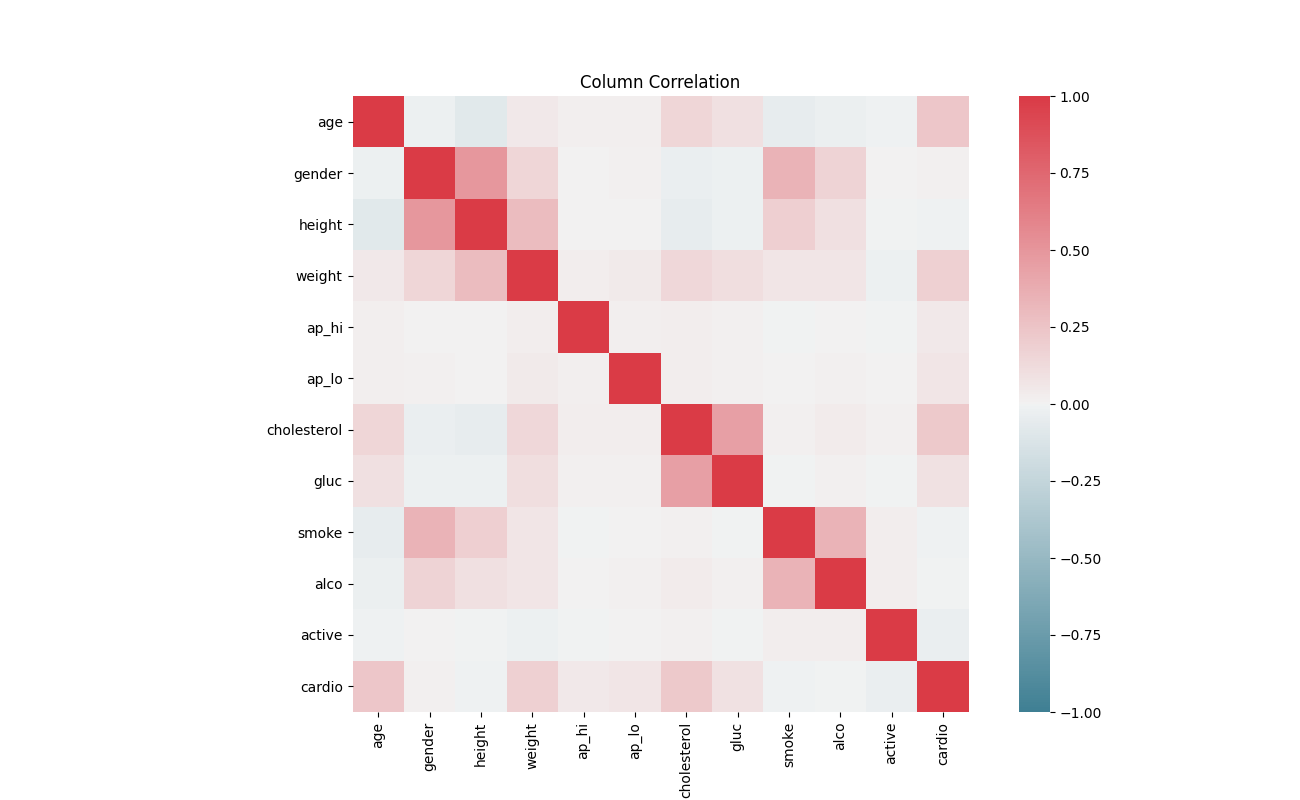 Column Correlation
age
gender
height
weight
ap_hi
ap_lo
cholesterol
gluc
smoke
alco
active
cardio
age
gender
height
weight
ap_hi
ap_lo
cholesterol
gluc
smoke
alco
active
cardio
1.00
0.75
0.50
0.25
0.00
−0.25
−0.50
−0.75
−1.00